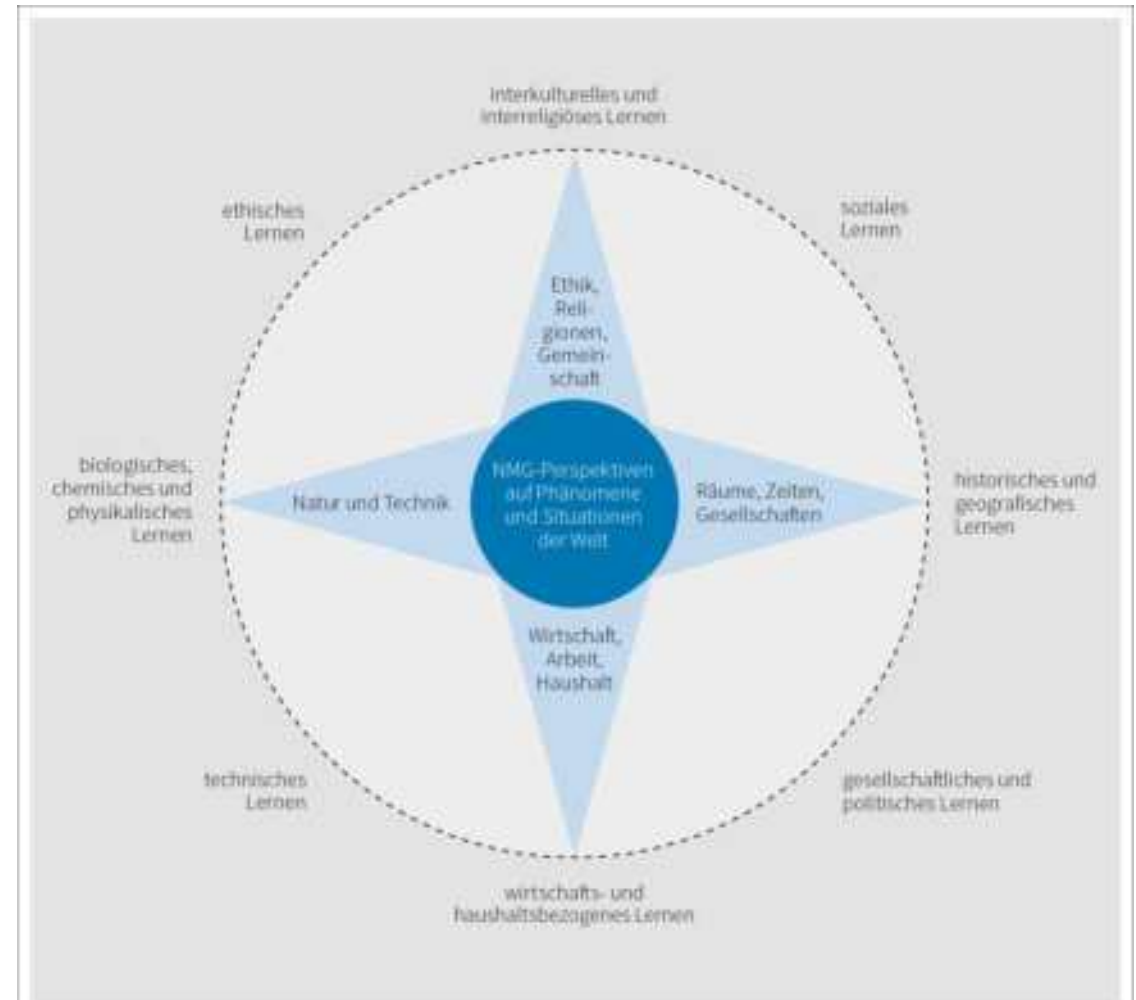 interkulturelles und
interreligiöses Lernen
ethisches
Lernen
soziales
Lernen
Ethik,
Reli-
gionen,
Gemein-
schaft
biologisches,
chemisches und
physikalisches
Lernen
Natur und Technik
NMG-Perspektiven
auf Phänomene
und Situationen
der Welt
Räume, Zeiten,
Gesellschaften
historisches und
geografisches
Lernen
Wirtschaft,
Arbeit,
Haushalt
technisches
Lernen
gesellschaftliches und
politisches Lernen
wirtschafts- und
haushaltsbezogenes Lernen